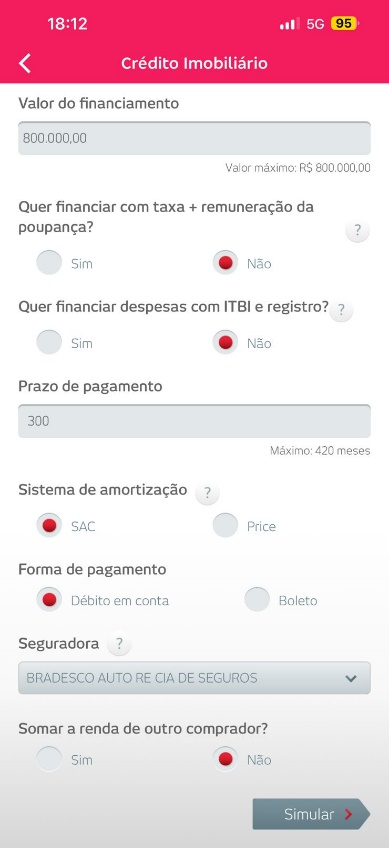 18:12
5G
95
Crédito Imobiliário
Valor do financiamento
800.000,00
Valor máximo: R$ 800.000,00
Quer financiar com taxa + remuneração da
poupança?
?
Sim
Não
Quer financiar despesas com ITBI e registro?
?
Sim
Não
Prazo de pagamento
300
Máximo: 420 meses
Sistema de amortização
?
SAC
Price
Forma de pagamento
Débito em conta
Boleto
Seguradora
?
BRADESCO AUTO RE CIA DE SEGUROS
Somar a renda de outro comprador?
Sim
Não
Simular